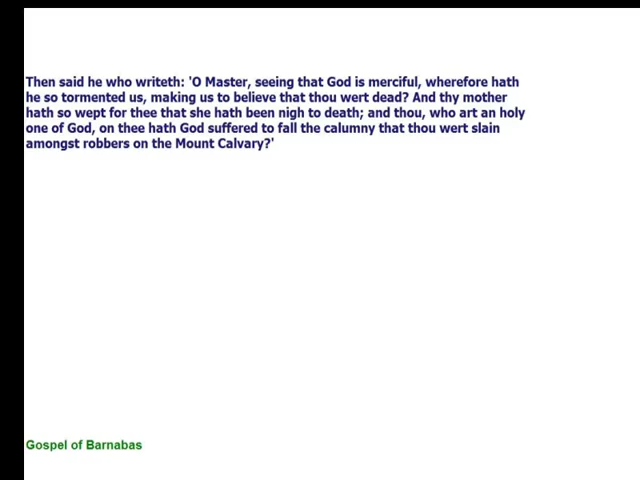 Then said he who writeth: 'O Master, seeing that God is merciful, wherefore hath
he so tormented us, making us to believe that thou wert dead? And thy mother
hath so wept for thee that she hath been nigh to death; and thou, who art an holy
one of God, on thee hath God suffered to fall the calumny that thou wert slain
amongst robbers on the Mount Calvary?'
Gospel of Barnabas